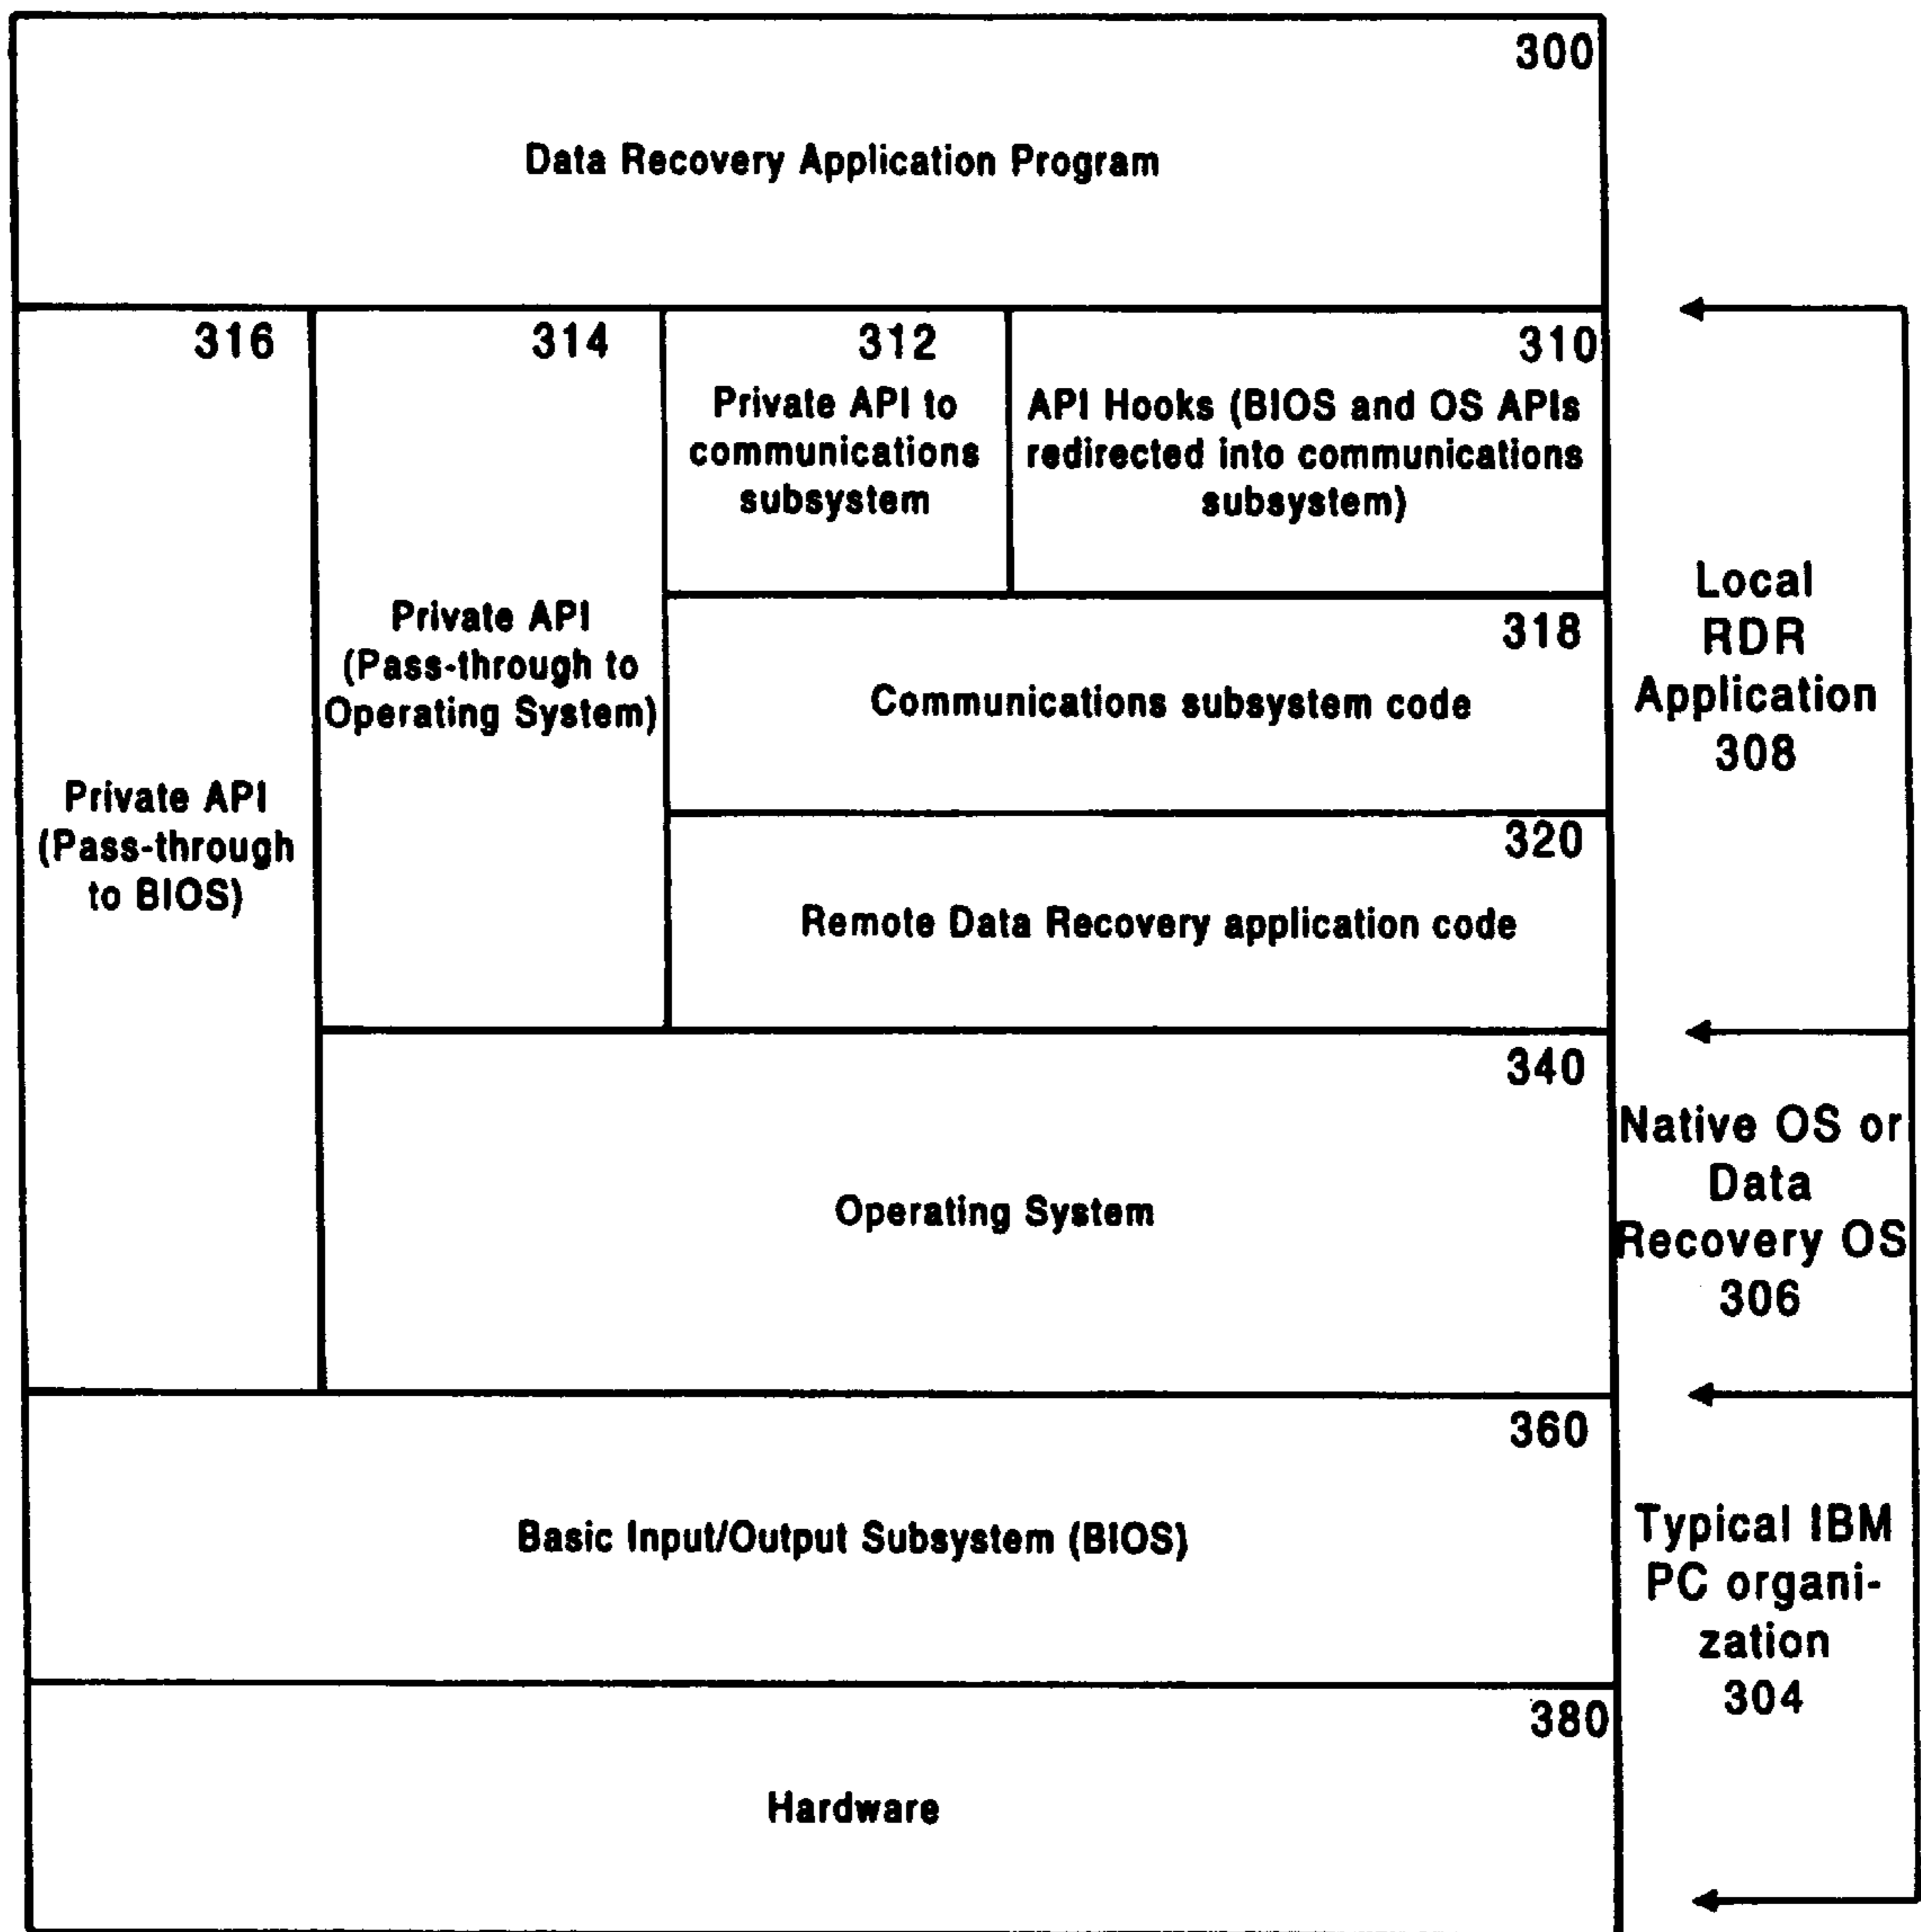 300
Data Recovery Application Program
316
314
312
310
Private API to
communications
subsystem
API Hooks (BIOS and OS APIs
redirected into communications
subsystem)
Private API
(Pass-through to
Operating System)
318
Communications subsystem code
Private API
(Pass-through
to BIOS)
320
Remote Data Recovery application code
Local
RDR
Application
308
340
Operating System
Native OS or
Data
Recovery OS
306
360
Basic Input/Output Subsystem (BIOS)
Typical IBM
PC organi-
zation
304
380
Hardware